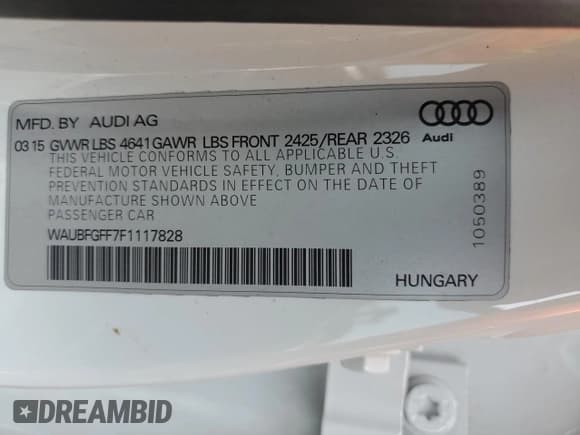 MFD. BY AUDI AG
03 15 GVWR LBS 4641 GAWR LBS FRONT 2425/REAR 2326
Audi
THIS VEHICLE CONFORMS TO ALL APPLICABLE U.S.
FEDERAL MOTOR VEHICLE SAFETY, BUMPER AND THEFT
PREVENTION STANDARDS IN EFFECT ON THE DATE OF
MANUFACTURE SHOWN ABOVE
PASSENGER CAR
WAUBFGFF7F1117828
1050389
HUNGARY
DREAMBID